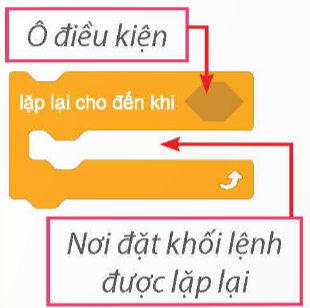 Ô điều kiện
lặp lại cho đến khi
Nơi đặt khối lệnh
được lặp lại